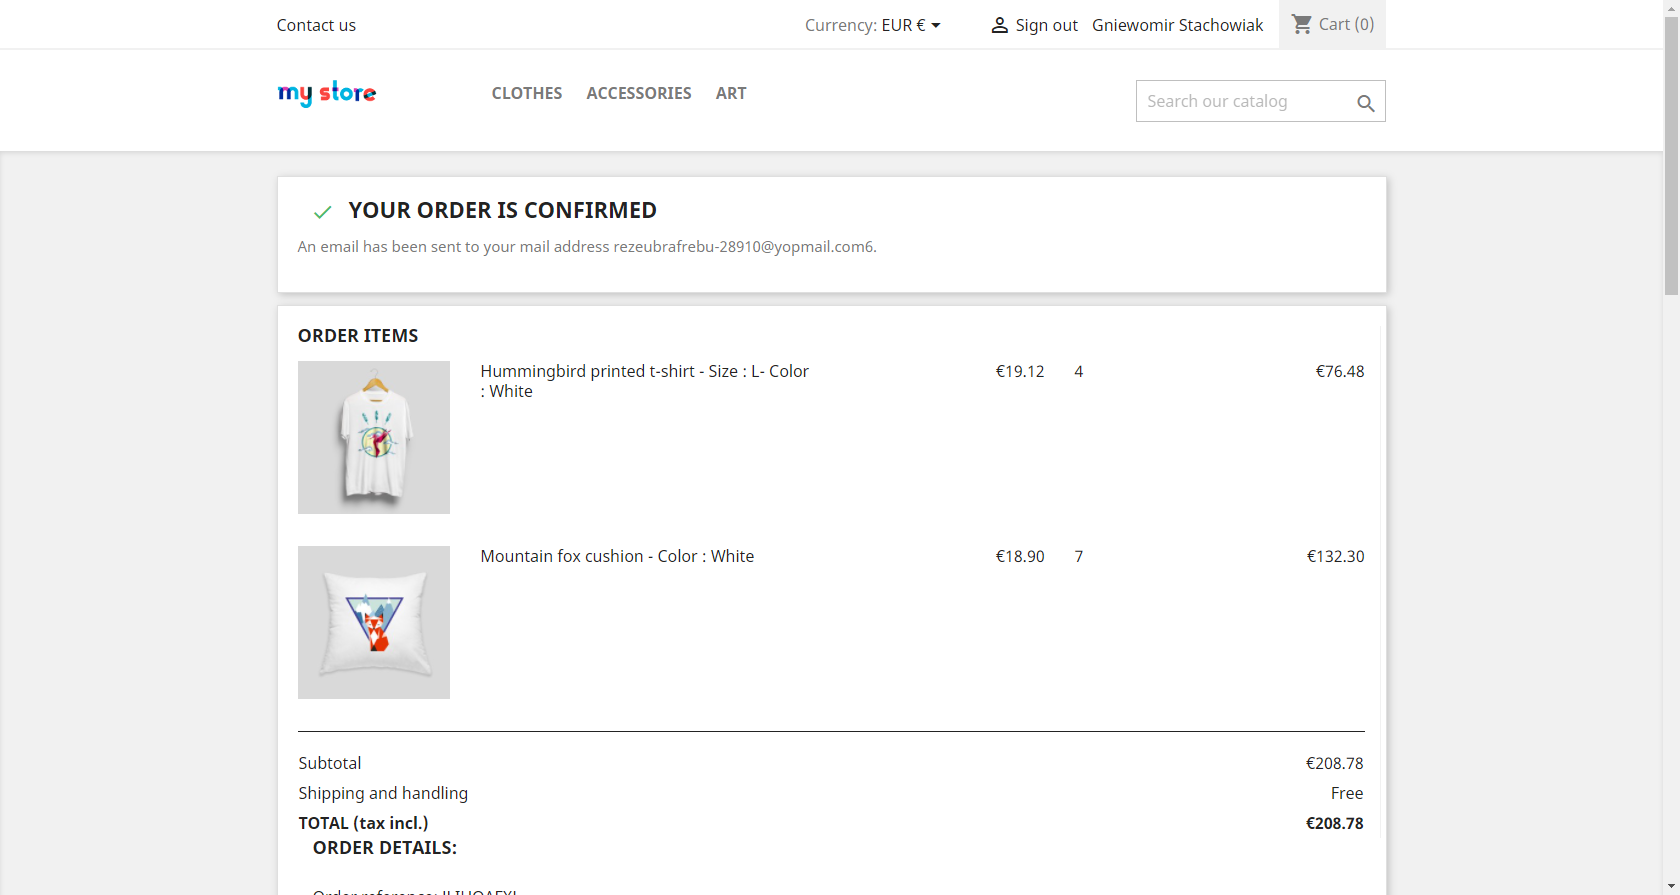 Contact us
Currency: EUR €
Sign out
Gniewomir Stachowiak
Cart (0)
my store
CLOTHES
ACCESSORIES
ART
Search our catalog
YOUR ORDER IS CONFIRMED
An email has been sent to your mail address rezeubrafrebu-28910@yopmail.com6.
ORDER ITEMS
Hummingbird printed t-shirt - Size : L- Color
: White
€19.12
4
€76.48
Mountain fox cushion - Color : White
€18.90
7
€132.30
Subtotal
€208.78
Shipping and handling
Free
TOTAL (tax incl.)
€208.78
ORDER DETAILS:
Order reference: